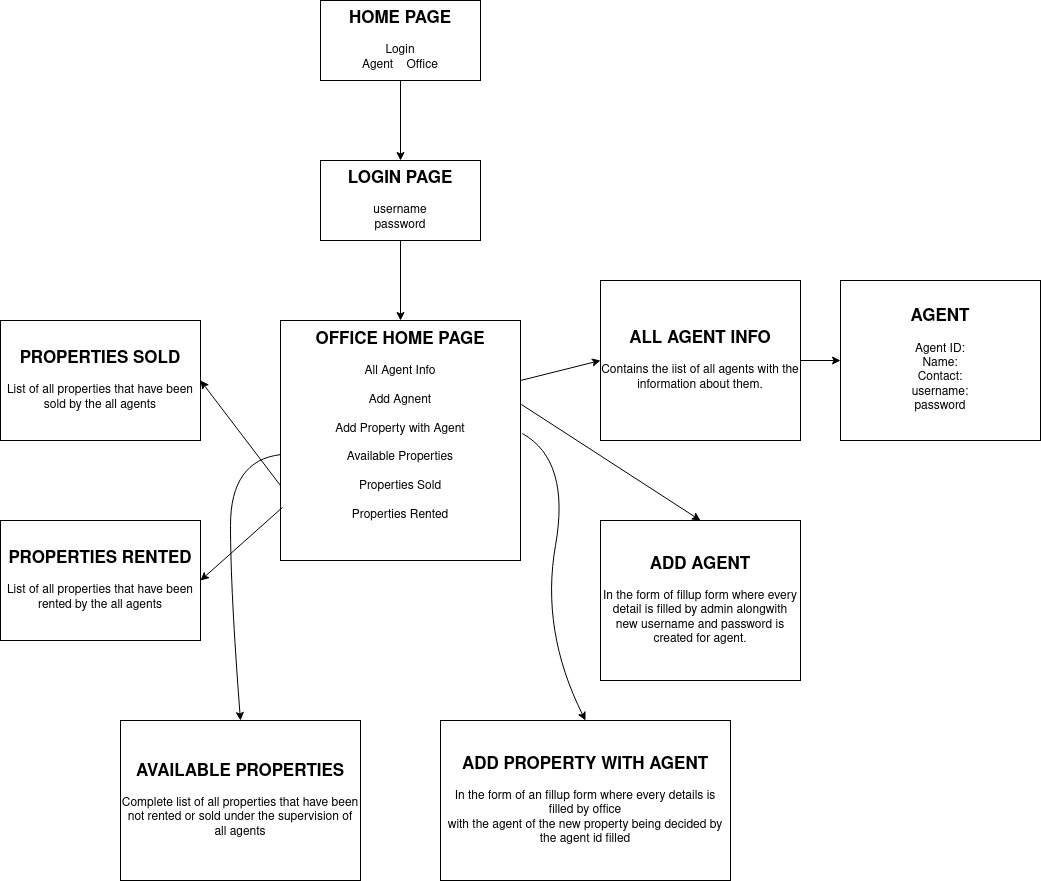 HOME PAGE
Login
Agent Office
LOGIN PAGE
username
password
OFFICE HOME PAGE
All Agent Info
Add Agnent
Add Property with Agent
Available Properties
Properties Sold
Properties Rented
PROPERTIES SOLD
List of all properties that have been
sold by the all agents
PROPERTIES RENTED
List of all properties that have been
rented by the all agents
ALL AGENT INFO
Contains the list of all agents with the
information about them.
AGENT
Agent ID:
Name:
Contact:
username:
password
ADD AGENT
In the form of fillup form where every
detail is filled by admin alongwith
new username and password is
created for agent.
AVAILABLE PROPERTIES
Complete list of all properties that have been
not rented or sold under the supervision of
all agents
ADD PROPERTY WITH AGENT
In the form of an fillup form where every details is
filled by office
with the agent of the new property being decided by
the agent id filled